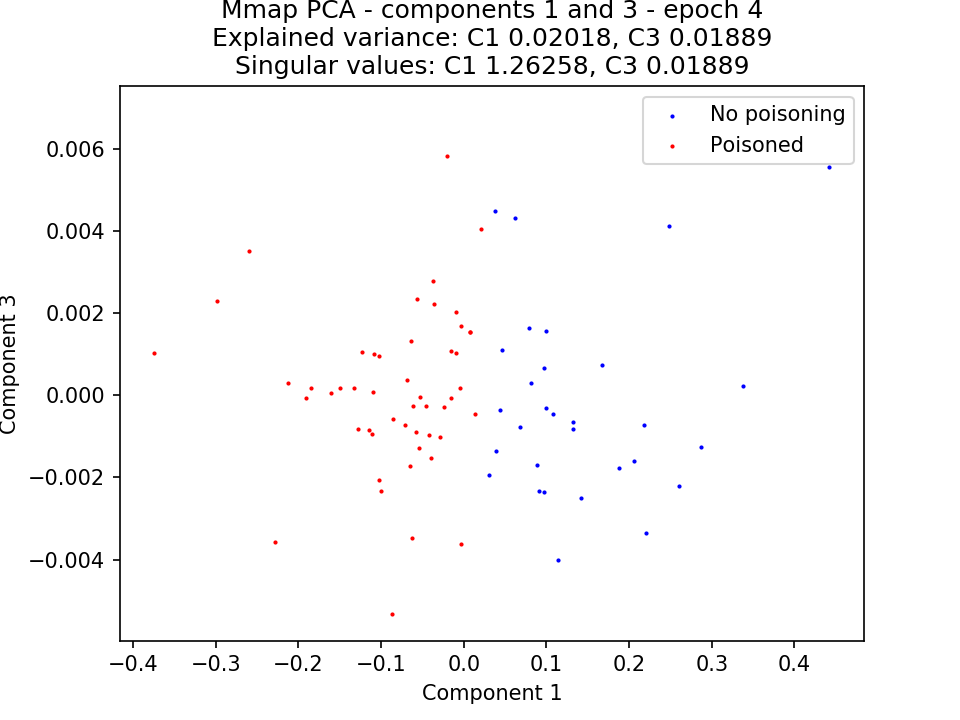 Mmap PCA - components 1 and 3 - epoch 4
Explained variance: C1 0.02018, C3 0.01889
Singular values: C1 1.26258, C3 0.01889
No poisoning
Poisoned
0.006
0.004
0.002
0.000
−0.002
−0.004
Component 3
−0.4 −0.3 −0.2 −0.1 0.0 0.1 0.2 0.3 0.4
Component 1